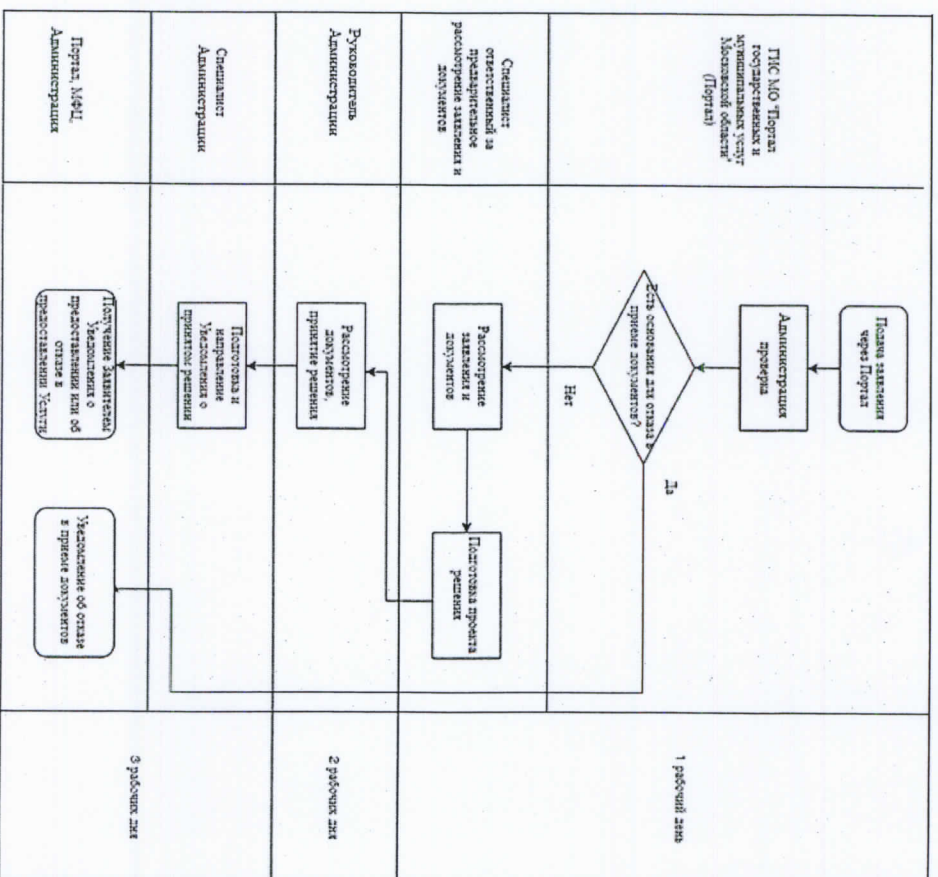 ГИС МО "Портал
государственных и
муниципальных услуг
Московской области"
(Портал)
Подача заявления
через Портал
Администрация
проверка
Есть основания для отказа в
приеме документов?
Да
Нет
1 рабочий день
Специалист
ответственный за
предварительное
рассмотрение заявления и
документов
Рассмотрение
заявления и
документов
Подготовка проекта
решения
Руководитель
Администрации
Рассмотрение
документов,
принятие решения
2 рабочих дня
Специалист
Администрации
Подготовка и
направление
Уведомления о
принятом решении
3 рабочих дня
Портал, МФЦ,
Администрация
Получение Заявителем
Уведомления о
предоставлении или об
отказе в
предоставлении Услуги
Уведомление об отказе
в приеме документов